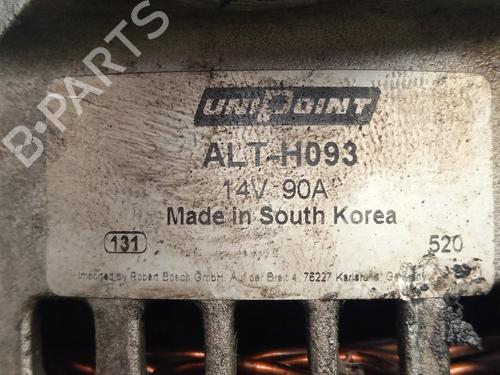 UNIPOINT
ALT-H093
14V 90A
Made in South Korea
131 520
Imported by Robert Bosch GmbH, Auf der Breit 4, 76227 Karlsruhe, Germany
B-PARTS